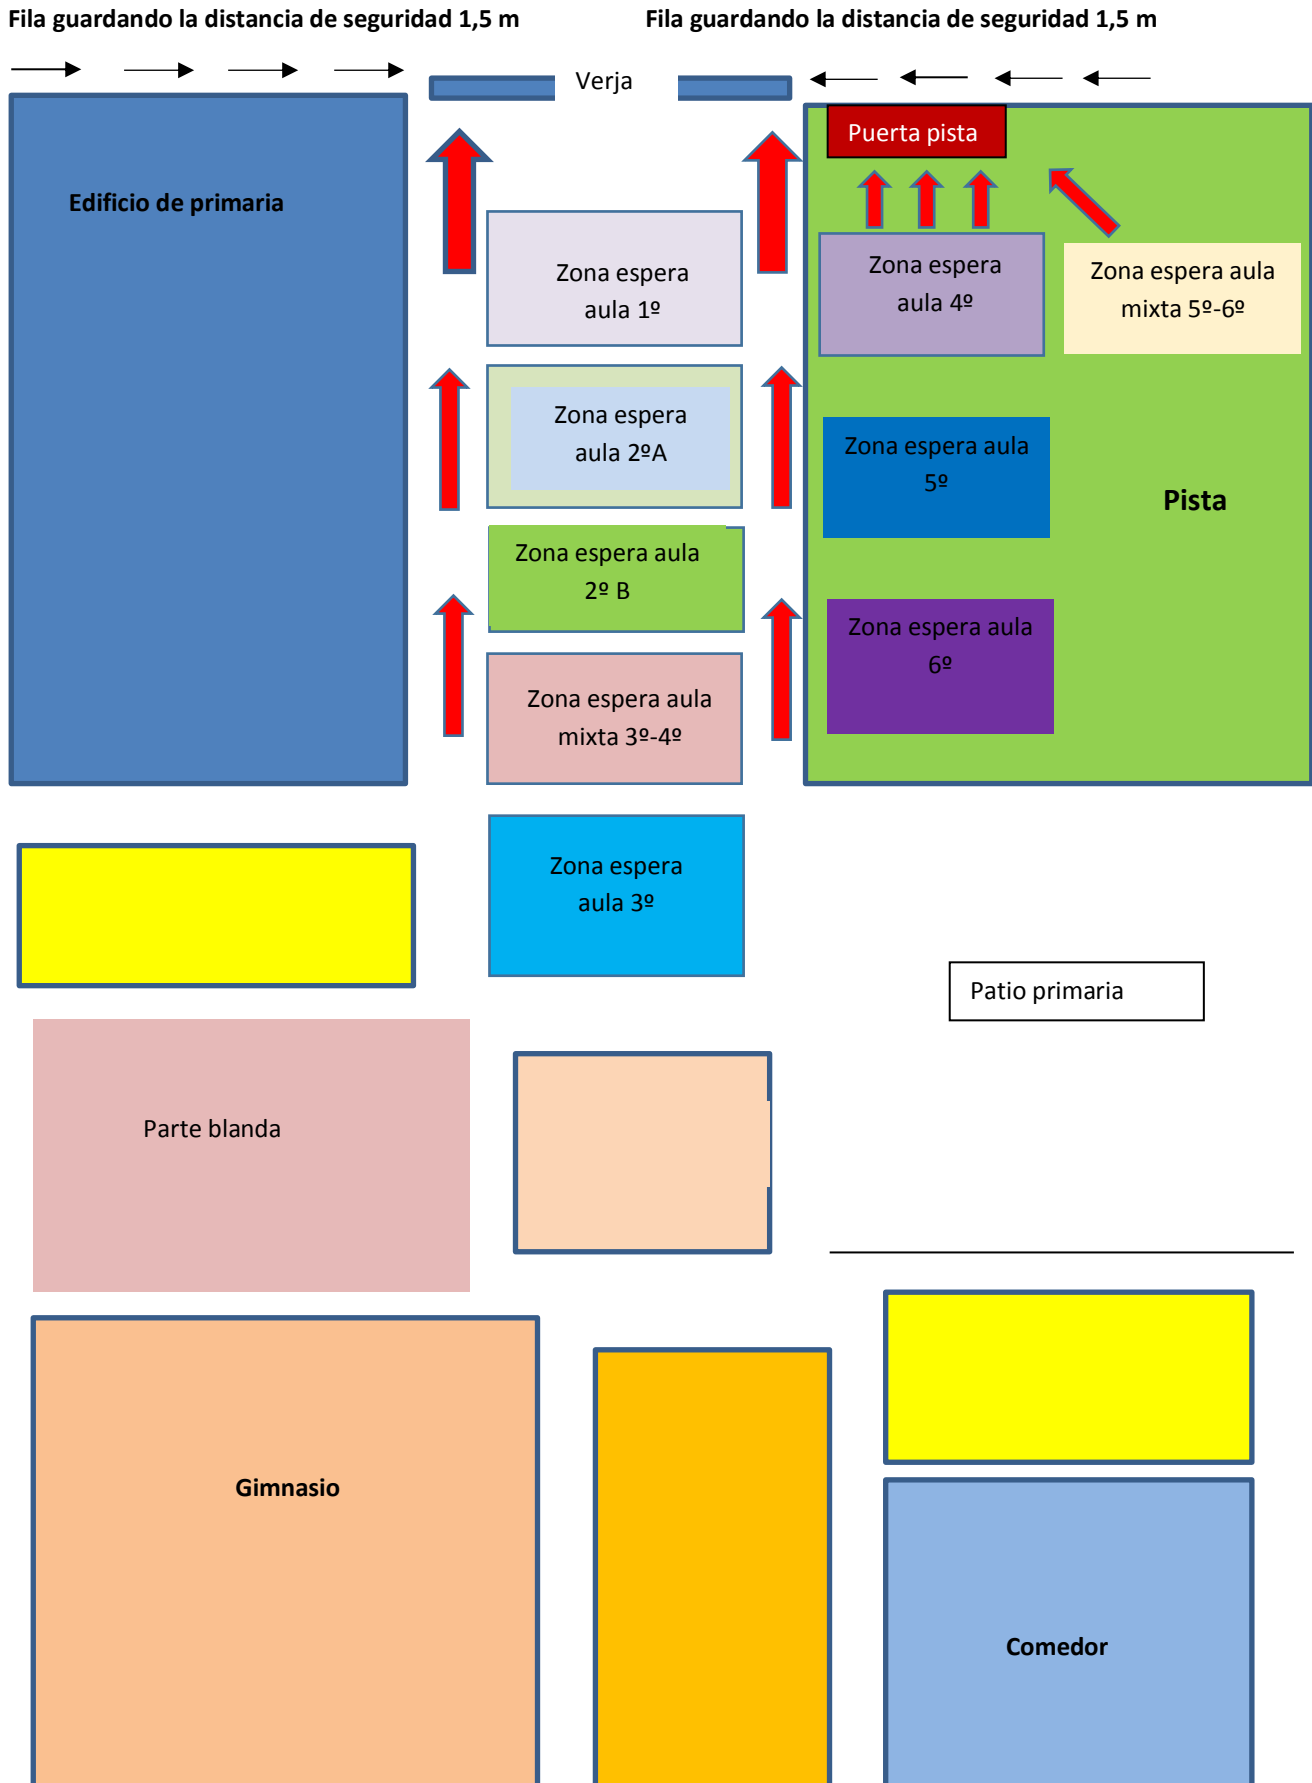 Fila guardando la distancia de seguridad 1,5 m
Fila guardando la distancia de seguridad 1,5 m
Verja
Puerta pista
Edificio de primaria
Zona espera
aula 1º
Zona espera
aula 4º
Zona espera aula
mixta 5º-6º
Zona espera
aula 2ºA
Zona espera aula
5º
Pista
Zona espera aula
2º B
Zona espera aula
6º
Zona espera aula
mixta 3º-4º
Zona espera
aula 3º
Patio primaria
Parte blanda
Gimnasio
Comedor